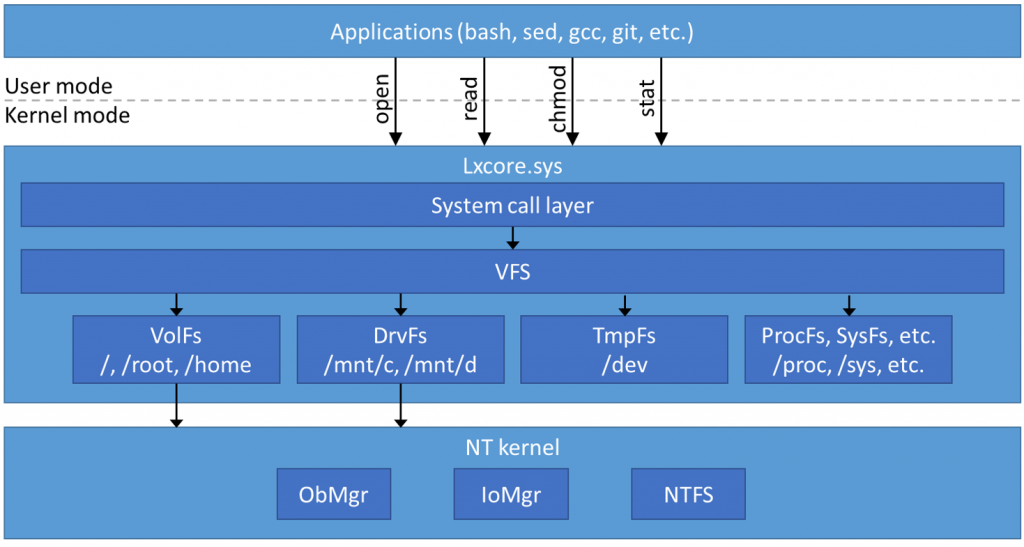 Applications (bash, sed, gcc, git, etc.)
User mode
Kernel mode
open
read
chmod
stat
Lxcore.sys
System call layer
VFS
VolFs
/, /root, /home
DrvFs
/mnt/c, /mnt/d
TmpFs
/dev
ProcFs, SysFs, etc.
/proc, /sys, etc.
NT kernel
ObMgr
IoMgr
NTFS